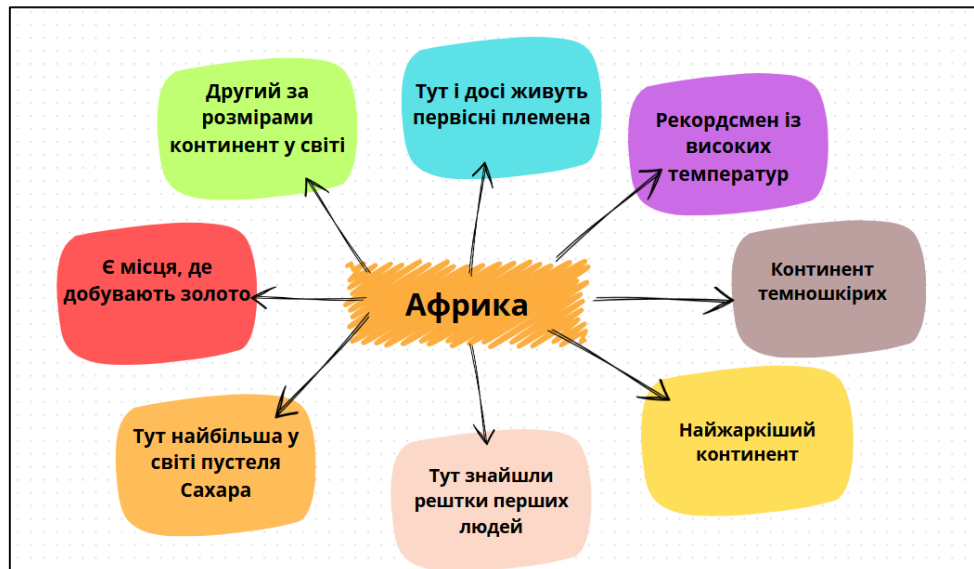 Другий за
розмірами
континент у світі
Тут і досі живуть
первісні племена
Рекордсмен із
високих
температур
Є місця, де
добувають золото
Африка
Континент
темношкірих
Тут найбільша у
світі пустеля
Сахара
Тут знайшли
рештки перших
людей
Найжаркіший
континент